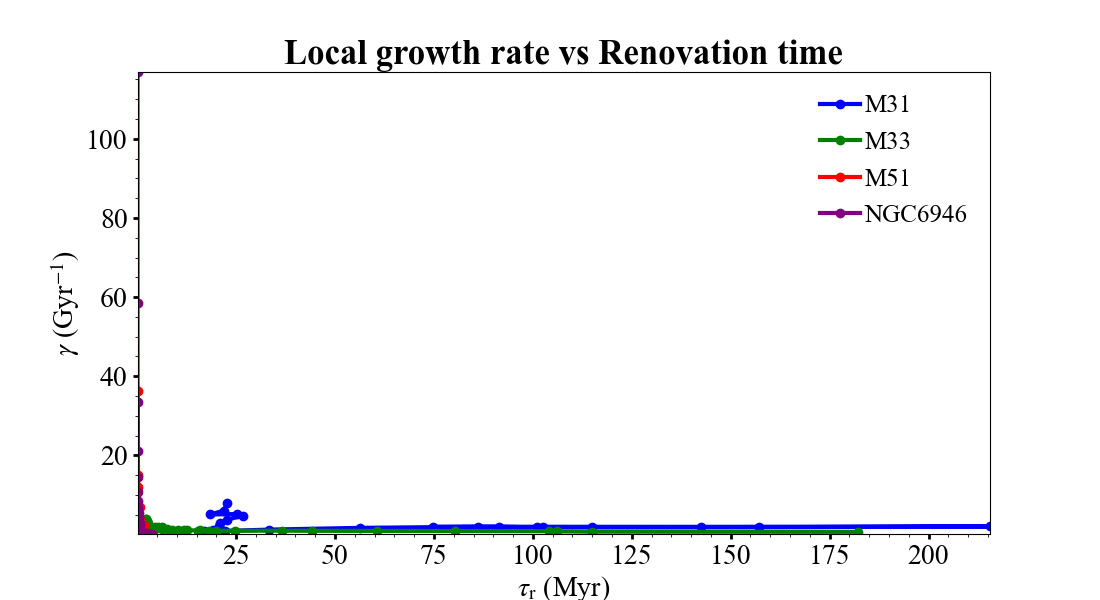 Local growth rate vs Renovation time
M31
M33
M51
NGC6946
100
80
60
40
20
γ (Gyr⁻¹)
25 50 75 100 125 150 175 200
τᵣ (Myr)